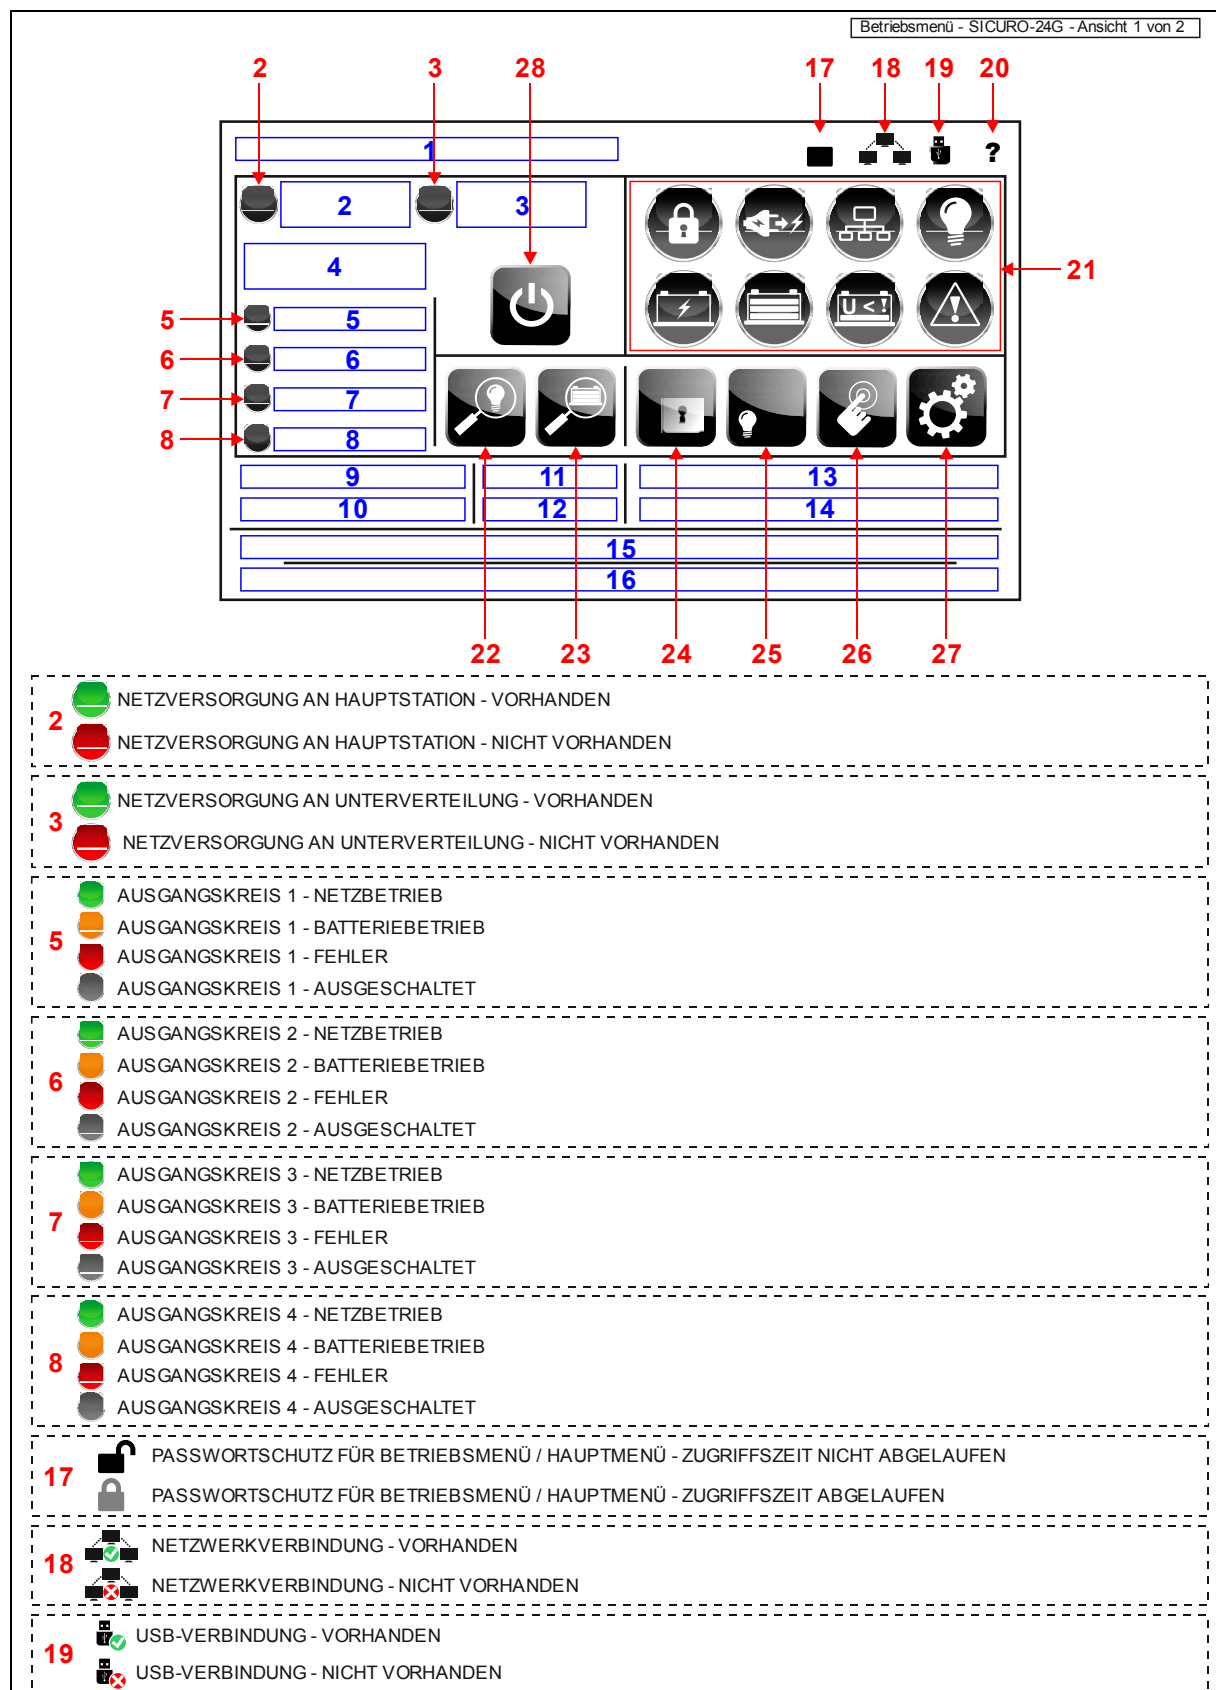 Betriebsmenü - SICURO-24G - Ansicht 1 von 2
2 3 28 17 18 19 20
1 ?
2 3
4
21
U<!
5 5
6 6
7 7
8 8
9 11 13
10 12 14
15
16
22 23 24 25 26 27
2
NETZVERSORGUNG AN HAUPTSTATION - VORHANDEN
NETZVERSORGUNG AN HAUPTSTATION - NICHT VORHANDEN
3
NETZVERSORGUNG AN UNTERVERTEILUNG - VORHANDEN
NETZVERSORGUNG AN UNTERVERTEILUNG - NICHT VORHANDEN
5
AUSGANGSKREIS 1 - NETZBETRIEB
AUSGANGSKREIS 1 - BATTERIEBETRIEB
AUSGANGSKREIS 1 - FEHLER
AUSGANGSKREIS 1 - AUSGESCHALTET
6
AUSGANGSKREIS 2 - NETZBETRIEB
AUSGANGSKREIS 2 - BATTERIEBETRIEB
AUSGANGSKREIS 2 - FEHLER
AUSGANGSKREIS 2 - AUSGESCHALTET
7
AUSGANGSKREIS 3 - NETZBETRIEB
AUSGANGSKREIS 3 - BATTERIEBETRIEB
AUSGANGSKREIS 3 - FEHLER
AUSGANGSKREIS 3 - AUSGESCHALTET
8
AUSGANGSKREIS 4 - NETZBETRIEB
AUSGANGSKREIS 4 - BATTERIEBETRIEB
AUSGANGSKREIS 4 - FEHLER
AUSGANGSKREIS 4 - AUSGESCHALTET
17
PASSWORTSCHUTZ FÜR BETRIEBSMENÜ / HAUPTMENÜ - ZUGRIFFSZEIT NICHT ABGELAUFEN
PASSWORTSCHUTZ FÜR BETRIEBSMENÜ / HAUPTMENÜ - ZUGRIFFSZEIT ABGELAUFEN
18
NETZWERKVERBINDUNG - VORHANDEN
NETZWERKVERBINDUNG - NICHT VORHANDEN
19
USB-VERBINDUNG - VORHANDEN
USB-VERBINDUNG - NICHT VORHANDEN